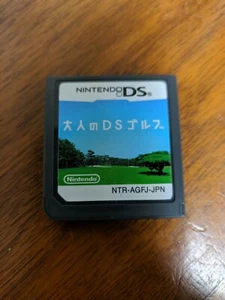 NINTENDO DS
大人のDSゴルフ
Nintendo
NTR-AGFJ-JPN